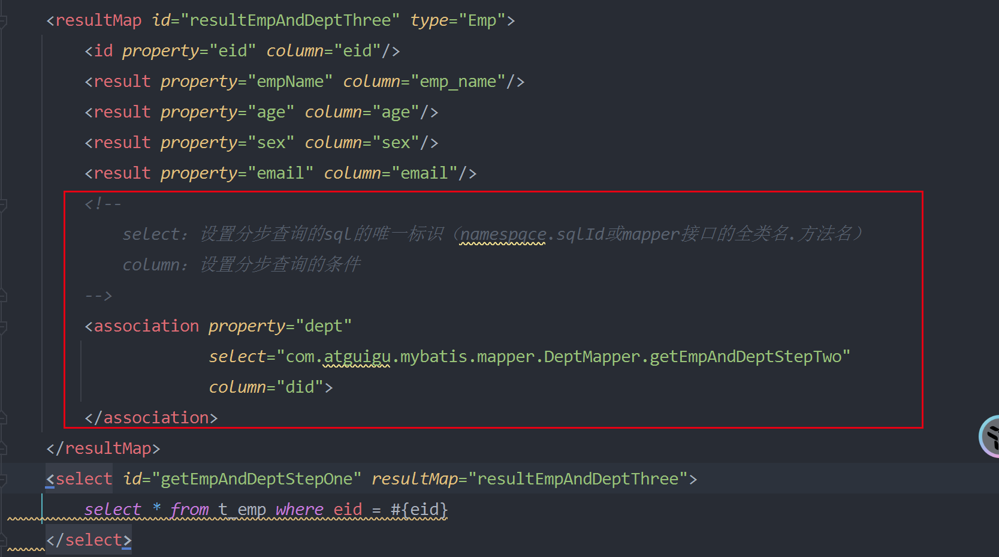 <resultMap id="resultEmpAndDeptThree" type="Emp">
<id property="eid" column="eid"/>
<result property="empName" column="emp_name"/>
<result property="age" column="age"/>
<result property="sex" column="sex"/>
<result property="email" column="email"/>
<!--
select：设置分步查询的sql的唯一标识（namespqce.sqlId或mapper接口的全类名.方法名）
column：设置分步查询的条件
-->
<association property="dept"
select="com.atguigu.mybatis.mapper.DeptMapper.getEmpAndDeptStepTwo"
column="did">
</association>
</resultMap>
<select id="getEmpAndDeptStepOne" resultMap="resultEmpAndDeptThree">
select * from t_emp where eid = #{eid}
</select>